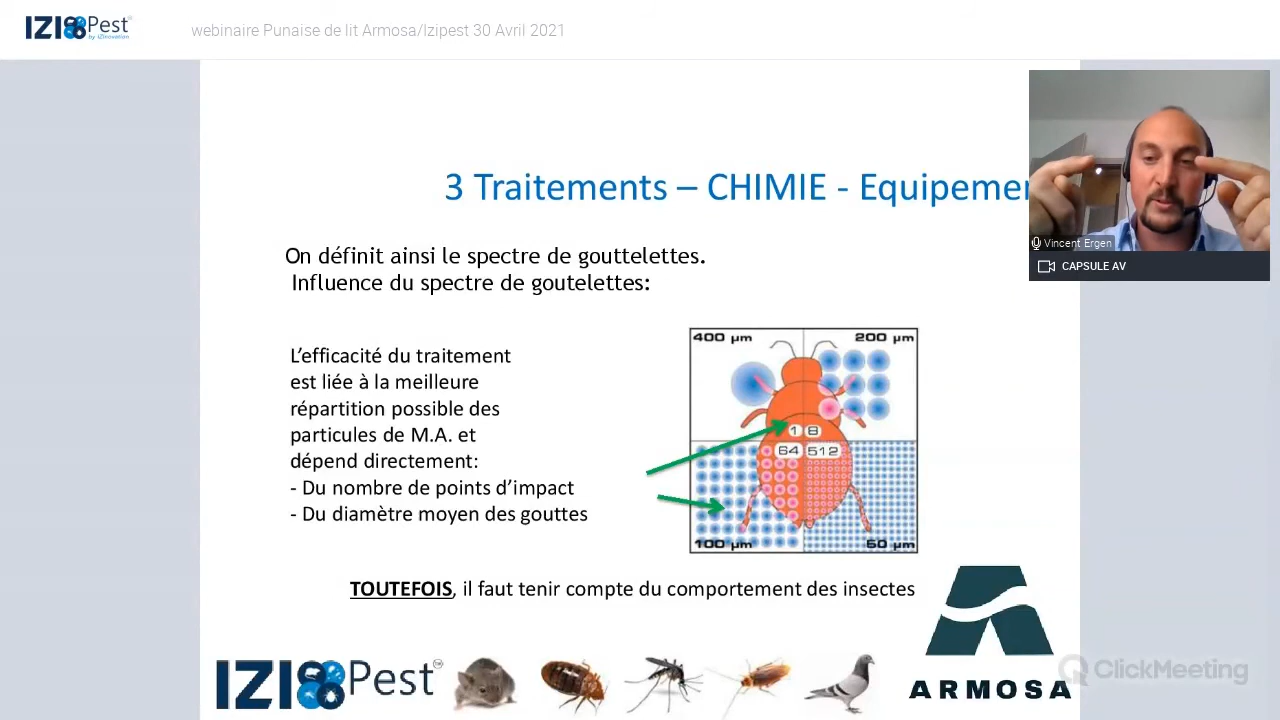 IZI Pest
by IZInovation
webinaire Punaise de lit Armosa/Izipest 30 Avril 2021
3 Traitements – CHIMIE - Equipemen
Vincent Ergen
CAPSULE AV
On définit ainsi le spectre de gouttelettes.
Influence du spectre de goutelettes:
L’efficacité du traitement
est liée à la meilleure
répartition possible des
particules de M.A. et
dépend directement:
- Du nombre de points d’impact
- Du diamètre moyen des gouttes
400 µm
200 µm
1 8
64 512
100 µm
50 µm
TOUTEFOIS, il faut tenir compte du comportement des insectes
IZI Pest
ARMOSA
ClickMeeting